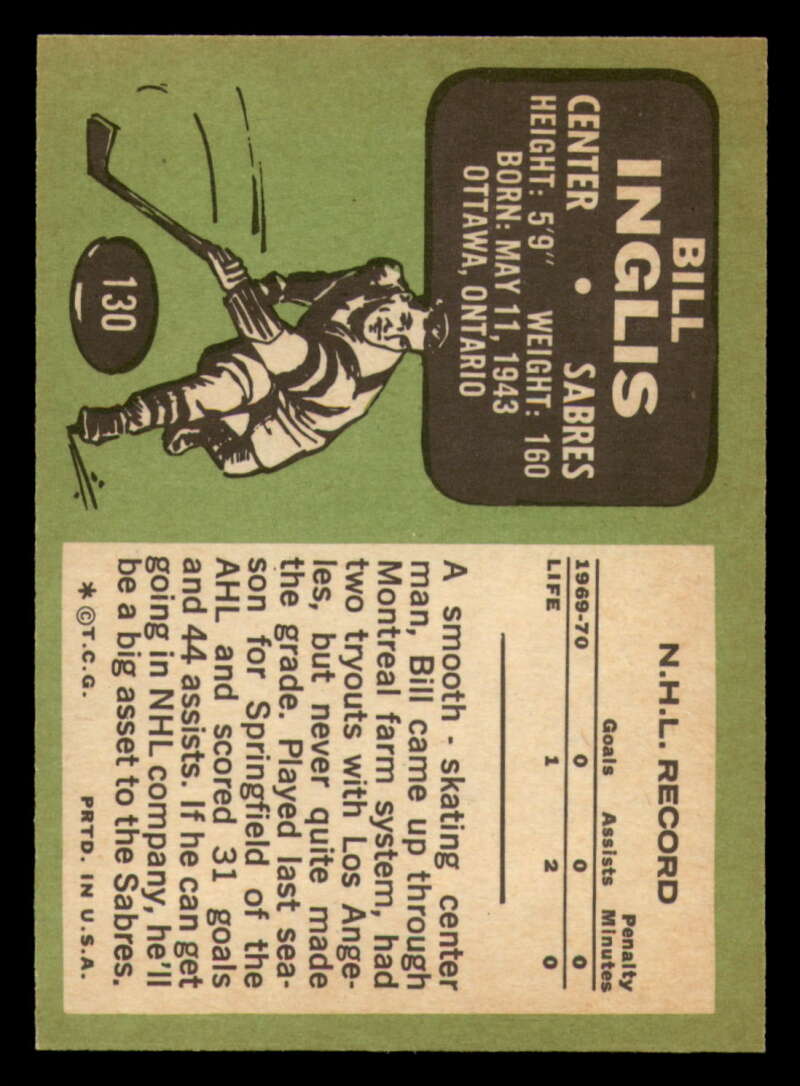 BILL
INGLIS
CENTER • SABRES
HEIGHT: 5'9" WEIGHT: 160
BORN: MAY 11, 1943
OTTAWA, ONTARIO
130
N.H.L. RECORD
Goals Assists Penalty Minutes
1969-70 0 0 0
LIFE 1 2 0
A smooth - skating center
man, Bill came up through
Montreal farm system, had
two tryouts with Los Ange-
les, but never quite made
the grade. Played last sea-
son for Springfield of the
AHL and scored 31 goals
and 44 assists. If he can get
going in NHL company, he'll
be a big asset to the Sabres.
* © T.C.G. PRTD. IN U.S.A.